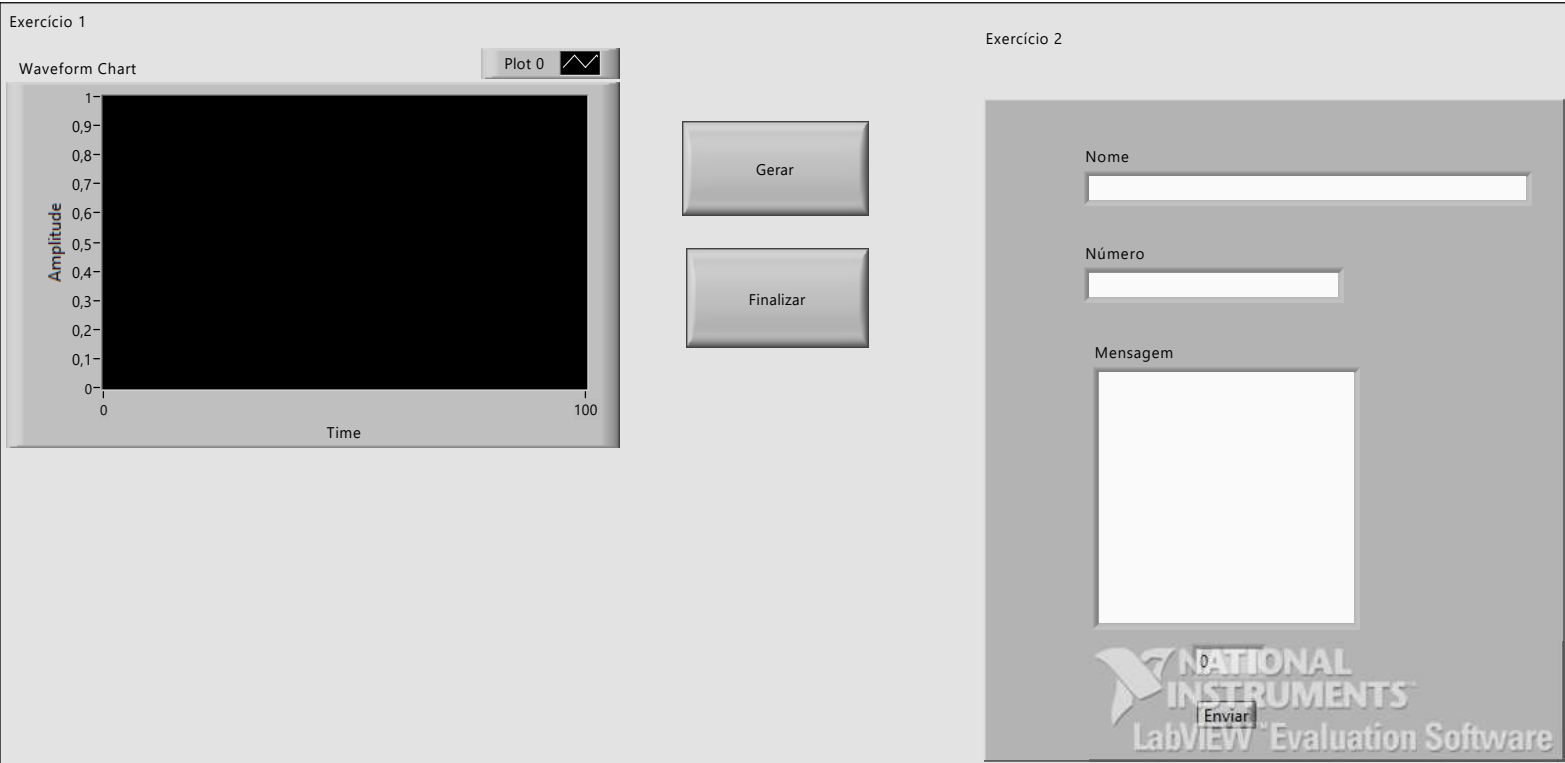 Exercício 1
Waveform Chart
Plot 0
1
0,9
0,8
0,7
0,6
0,5
0,4
0,3
0,2
0,1
0
Amplitude
0 100
Time
Gerar
Finalizar
Exercício 2
Nome
Número
Mensagem
0
Enviar
NATIONAL
INSTRUMENTS™
LabVIEW™ Evaluation Software